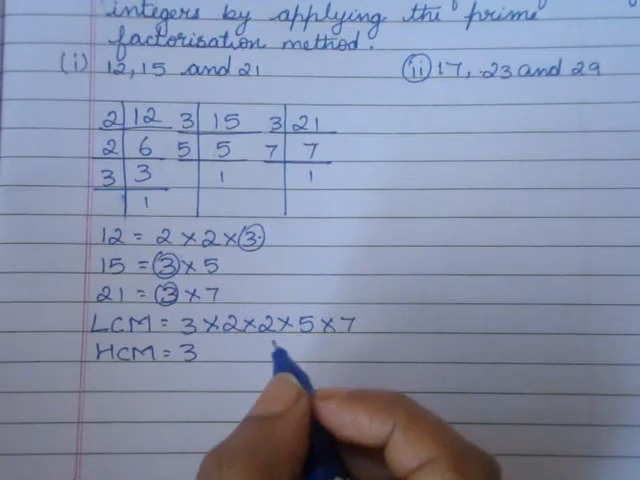 integers by applying the prime
factorisation method.
(i) 12, 15 and 21 (ii) 17, 23 and 29
2 12 3 15 3 21
2 6 5 5 7 7
3 3 1 1
1
12 = 2 × 2 × 3
15 = 3 × 5
21 = 3 × 7
LCM = 3 × 2 × 2 × 5 × 7
HCM = 3